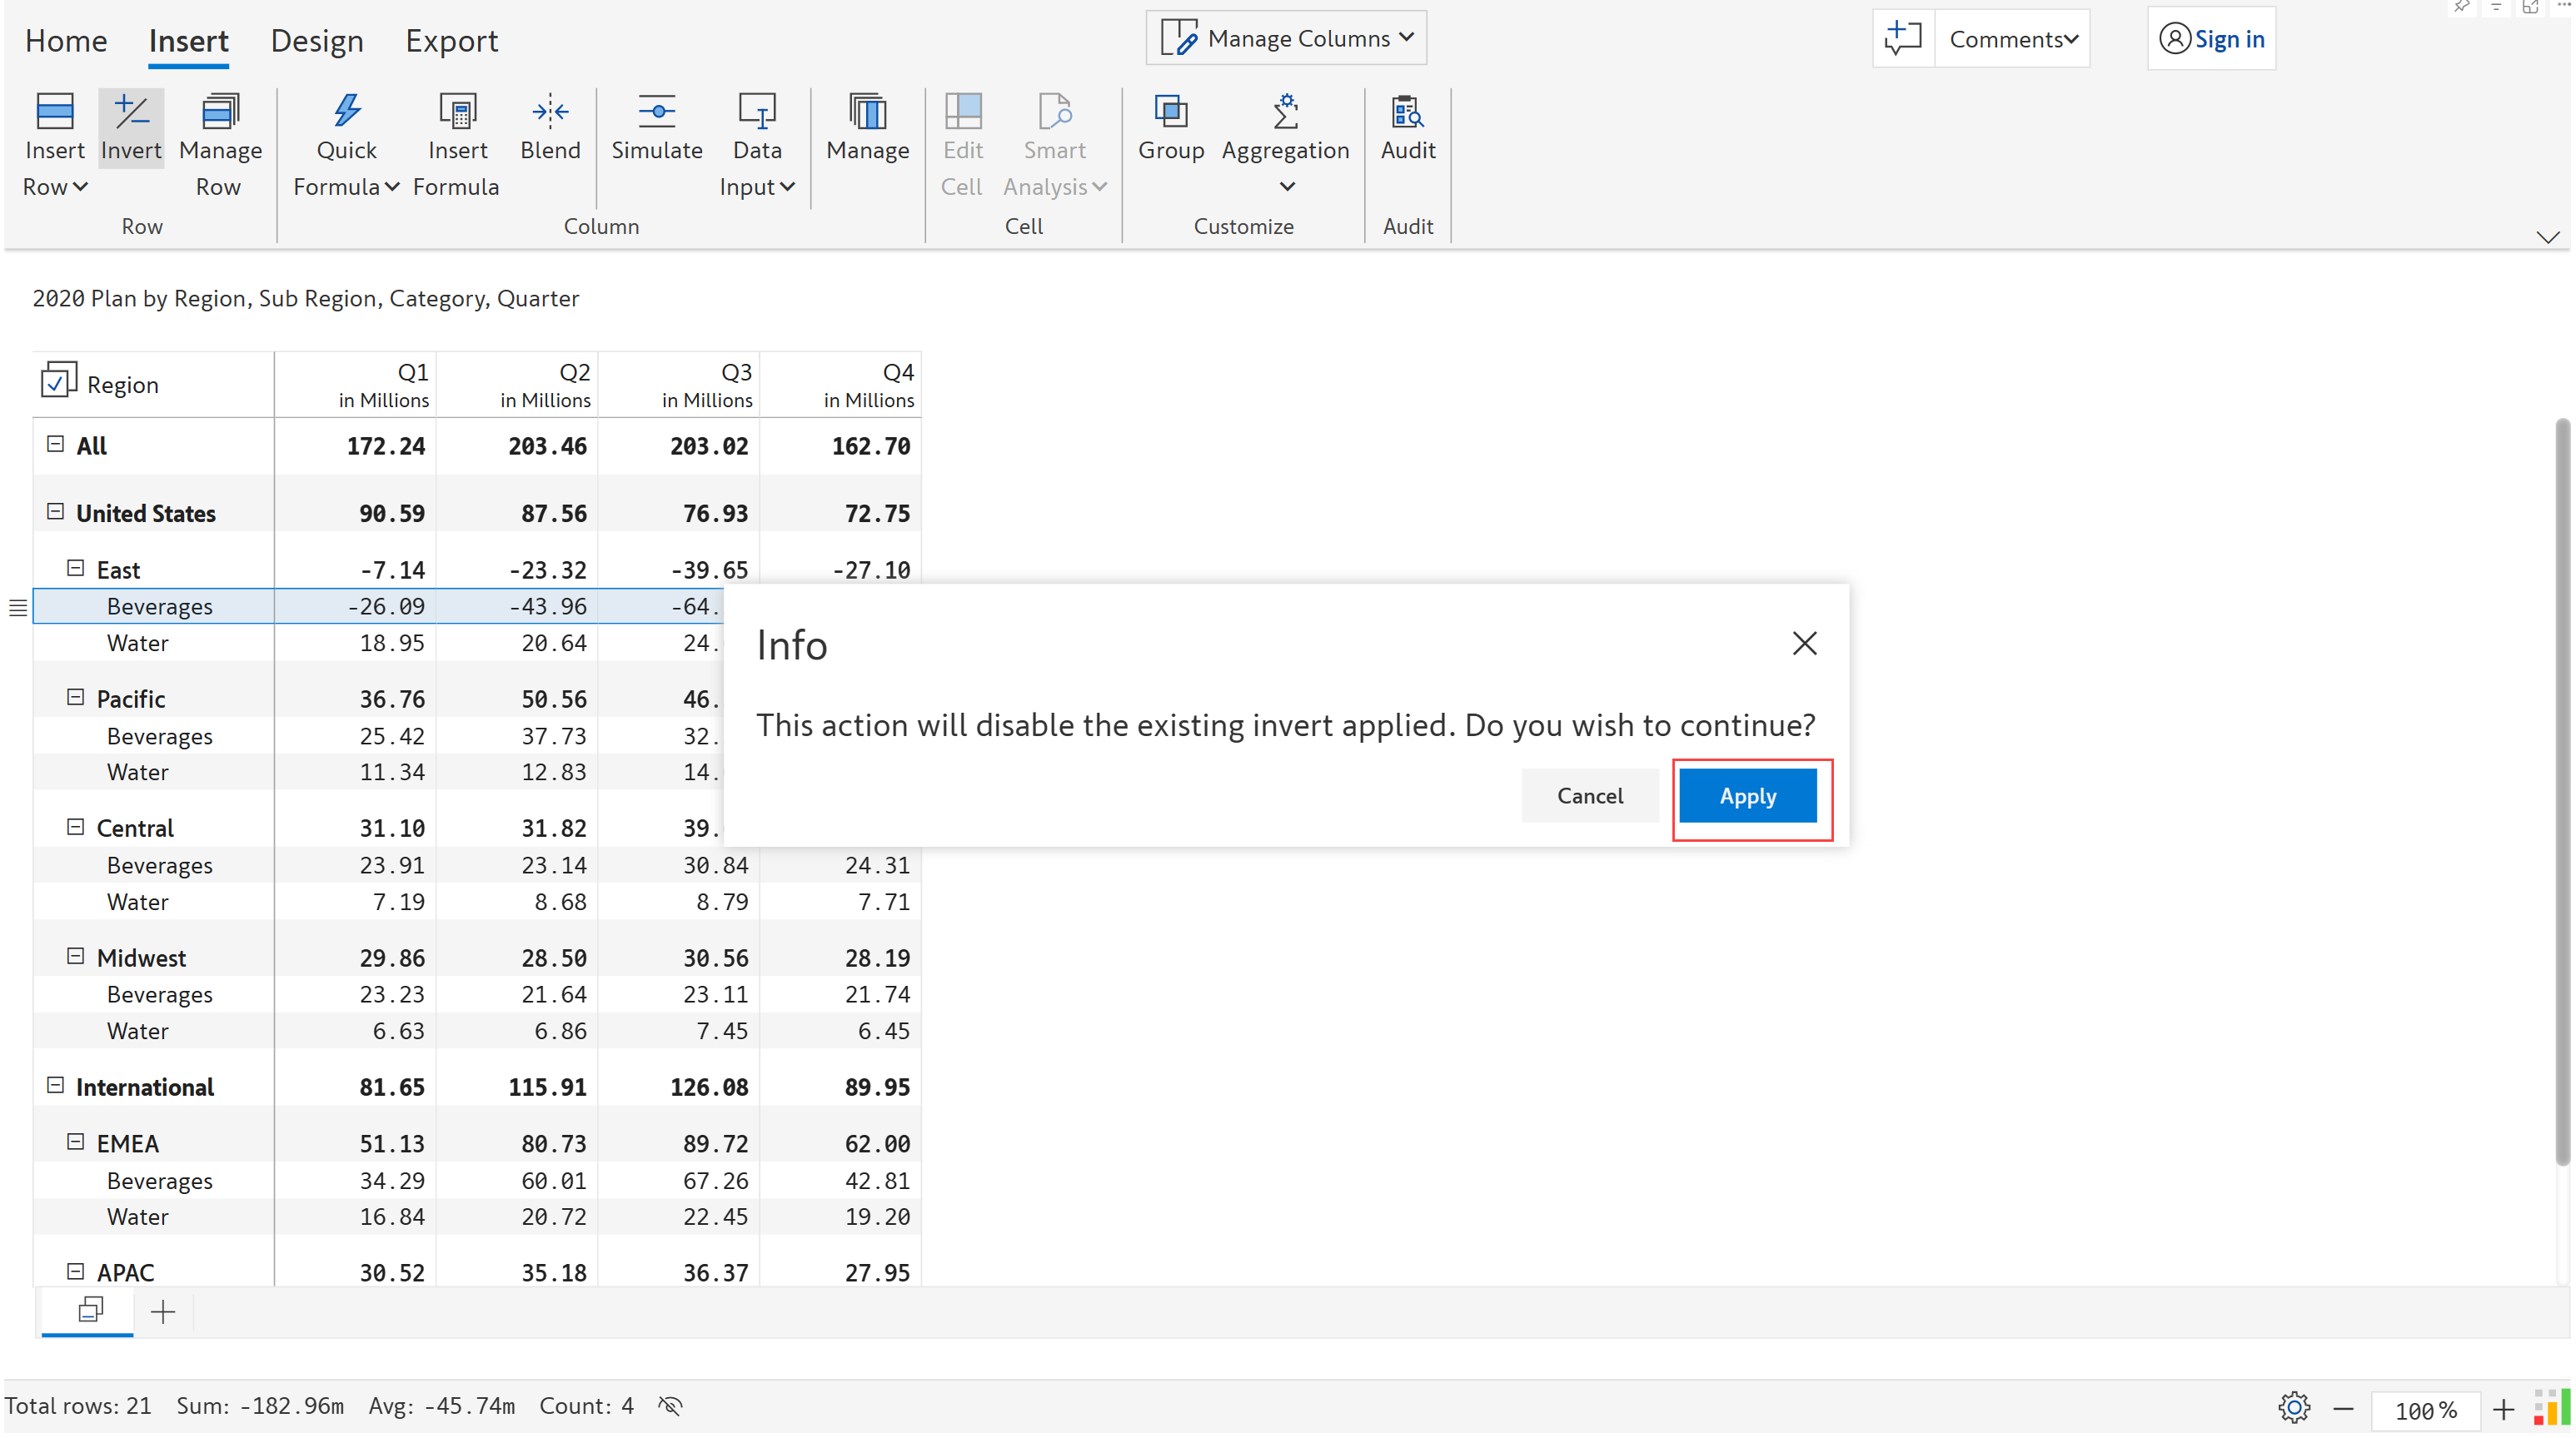 Home Insert Design Export
Manage Columns
Comments
Sign in
Insert Row
Invert
Manage Row
Quick Formula
Insert Formula
Blend
Simulate
Data Input
Manage
Edit Cell
Smart Analysis
Group
Aggregation
Audit
Row Column Cell Customize Audit
2020 Plan by Region, Sub Region, Category, Quarter
Region Q1 in Millions Q2 in Millions Q3 in Millions Q4 in Millions
All 172.24 203.46 203.02 162.70
United States 90.59 87.56 76.93 72.75
East -7.14 -23.32 -39.65 -27.10
Beverages -26.09 -43.96 -64.
Water 18.95 20.64 24.
Pacific 36.76 50.56 46.
Beverages 25.42 37.73 32.
Water 11.34 12.83 14.
Central 31.10 31.82 39.
Beverages 23.91 23.14 30.84 24.31
Water 7.19 8.68 8.79 7.71
Midwest 29.86 28.50 30.56 28.19
Beverages 23.23 21.64 23.11 21.74
Water 6.63 6.86 7.45 6.45
International 81.65 115.91 126.08 89.95
EMEA 51.13 80.73 89.72 62.00
Beverages 34.29 60.01 67.26 42.81
Water 16.84 20.72 22.45 19.20
APAC 30.52 35.18 36.37 27.95
Info
This action will disable the existing invert applied. Do you wish to continue?
Cancel Apply
Total rows: 21 Sum: -182.96m Avg: -45.74m Count: 4
100 %